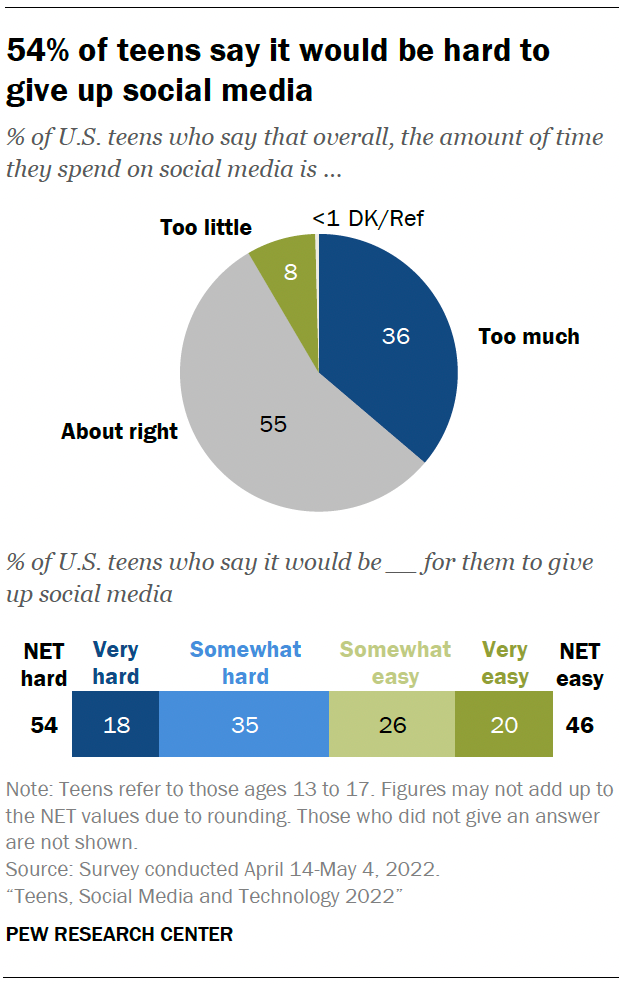 54% of teens say it would be hard to
give up social media
% of U.S. teens who say that overall, the amount of time
they spend on social media is ...
<1 DK/Ref
Too little
8
36
Too much
55
About right
% of U.S. teens who say it would be __ for them to give
up social media
NET hard
Very hard
Somewhat hard
Somewhat easy
Very easy
NET easy
54 18 35 26 20 46
Note: Teens refer to those ages 13 to 17. Figures may not add up to
the NET values due to rounding. Those who did not give an answer
are not shown.
Source: Survey conducted April 14-May 4, 2022.
“Teens, Social Media and Technology 2022”
PEW RESEARCH CENTER